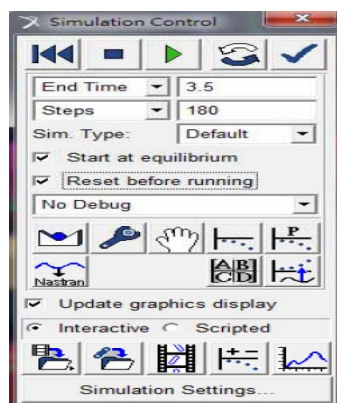 Simulation Control
End Time 3.5
Steps 180
Sim. Type: Default
Start at equilibrium
Reset before running
No Debug
P
Nastran
A B
C D
Update graphics display
Interactive Scripted
Simulation Settings...